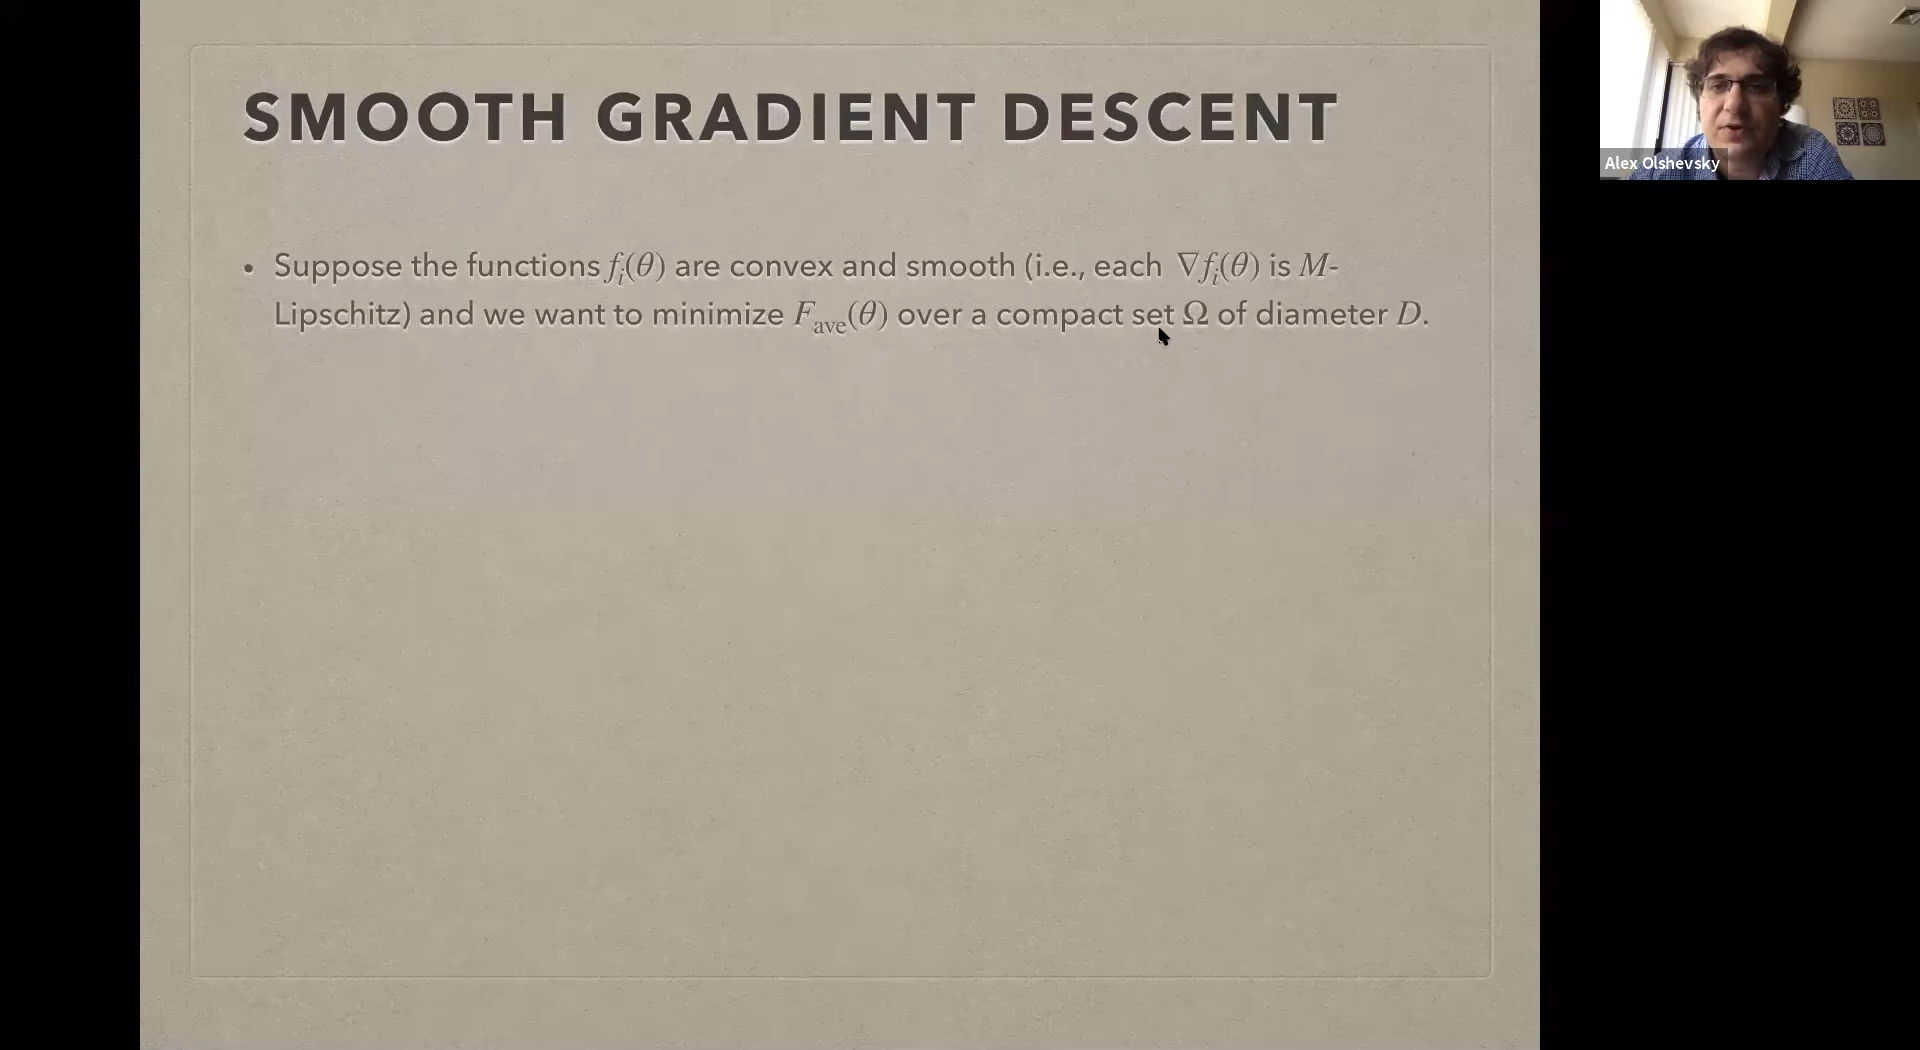 SMOOTH GRADIENT DESCENT
• Suppose the functions f_i(θ) are convex and smooth (i.e., each ∇f_i(θ) is M-
Lipschitz) and we want to minimize F_ave(θ) over a compact set Ω of diameter D.
Alex Olshevsky